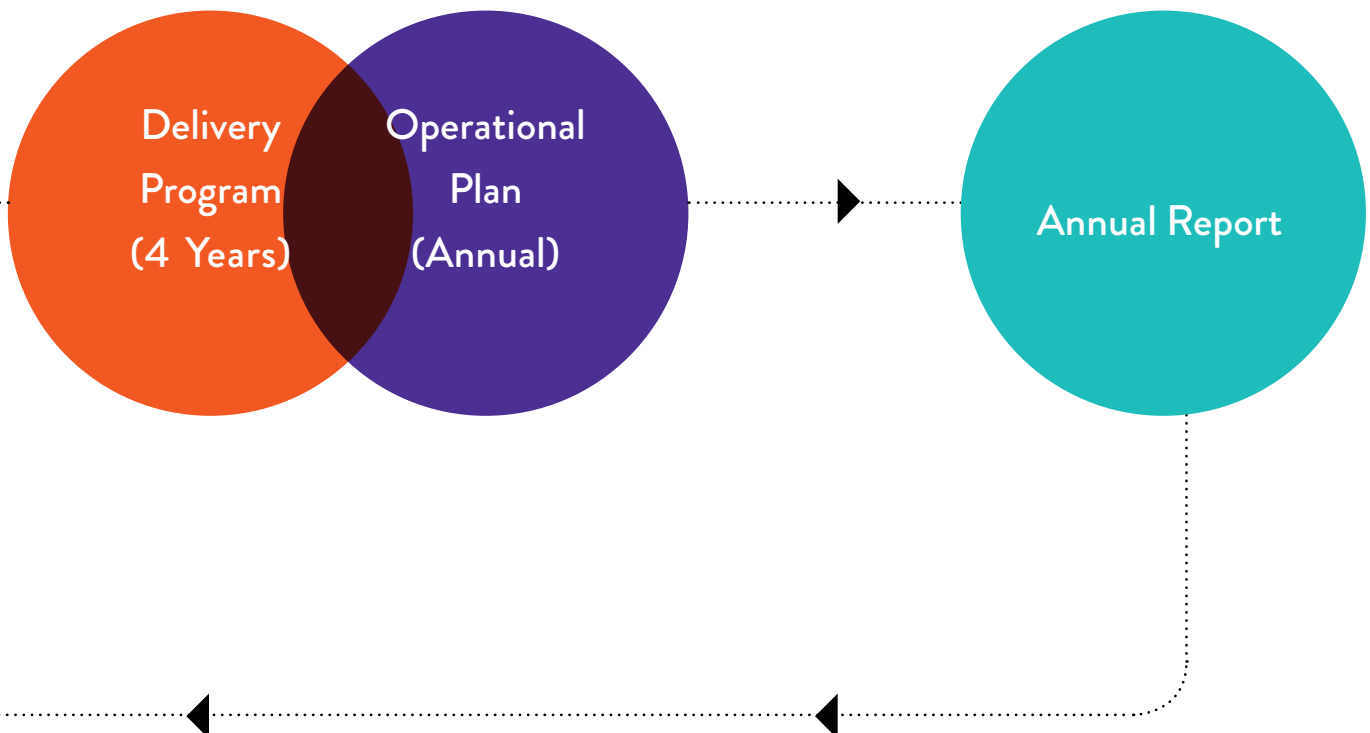 Delivery
Program
(4 Years)
Operational
Plan
(Annual)
Annual Report